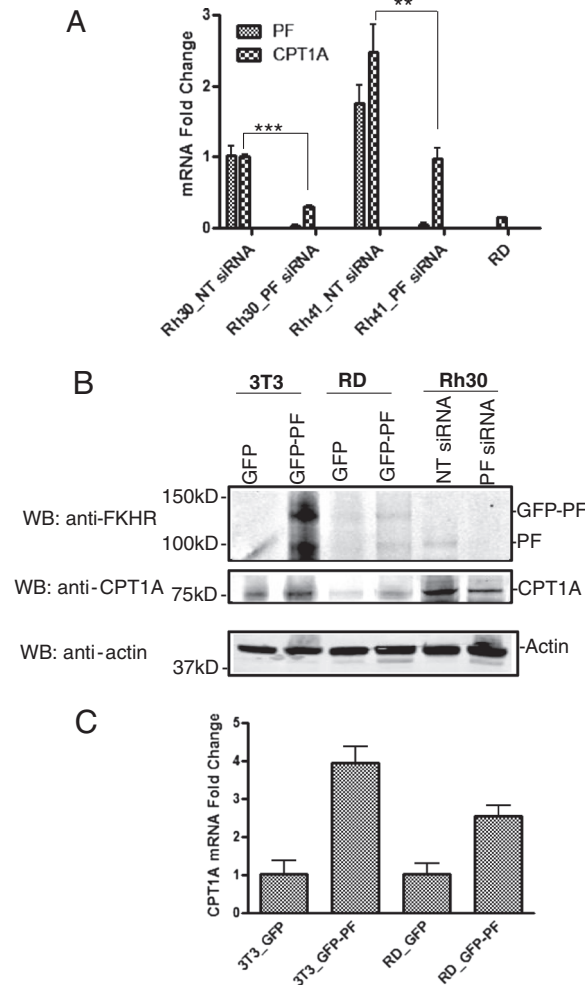 A
mRNA Fold Change
3
2
1
0
PF
CPT1A
***
**
Rh30_NT siRNA
Rh30_PF siRNA
Rh41_NT siRNA
Rh41_PF siRNA
RD
B
3T3 RD Rh30
GFP
GFP-PF
GFP
GFP-PF
NT siRNA
PF siRNA
WB: anti-FKHR
150kD-
100kD-
-GFP-PF
-PF
WB: anti-CPT1A
75kD-
-CPT1A
WB: anti-actin
37kD-
-Actin
C
CPT1A mRNA Fold Change
5
4
3
2
1
0
3T3_GFP
3T3_GFP-PF
RD_GFP
RD_GFP-PF